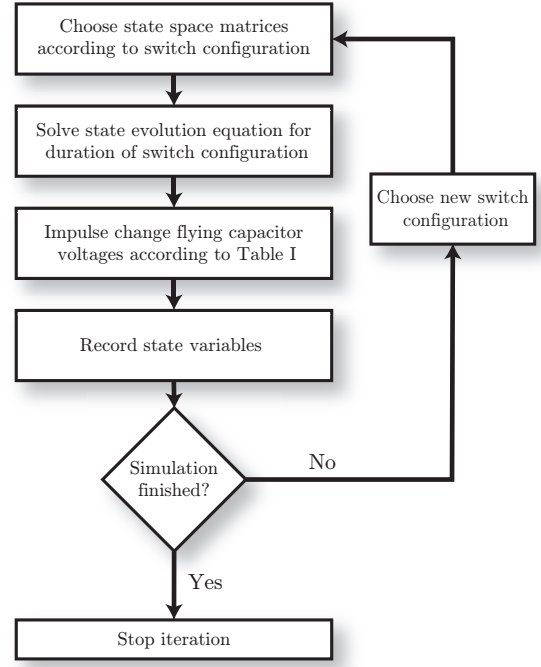 Choose state space matrices
according to switch configuration
Solve state evolution equation for
duration of switch configuration
Choose new switch
configuration
Impulse change flying capacitor
voltages according to Table I
Record state variables
Simulation
finished?
No
Yes
Stop iteration